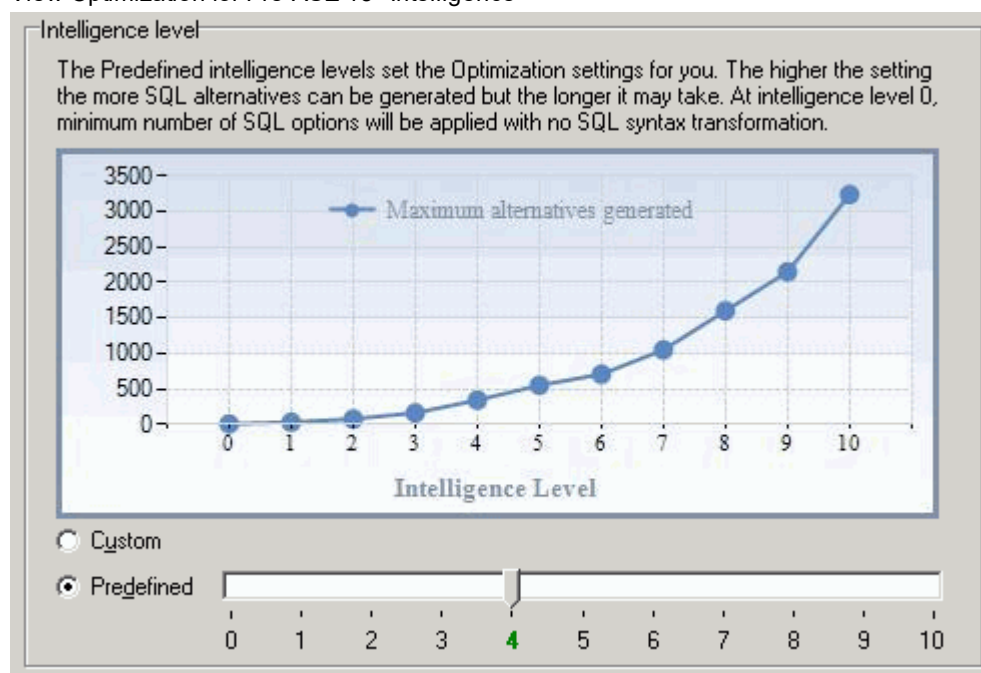 Intelligence level
The Predefined intelligence levels set the Optimization settings for you. The higher the setting
the more SQL alternatives can be generated but the longer it may take. At intelligence level 0,
minimum number of SQL options will be applied with no SQL syntax transformation.
3500
3000
2500
2000
1500
1000
500
0
Maximum alternatives generated
0 1 2 3 4 5 6 7 8 9 10
Intelligence Level
Custom
Predefined
0 1 2 3 4 5 6 7 8 9 10